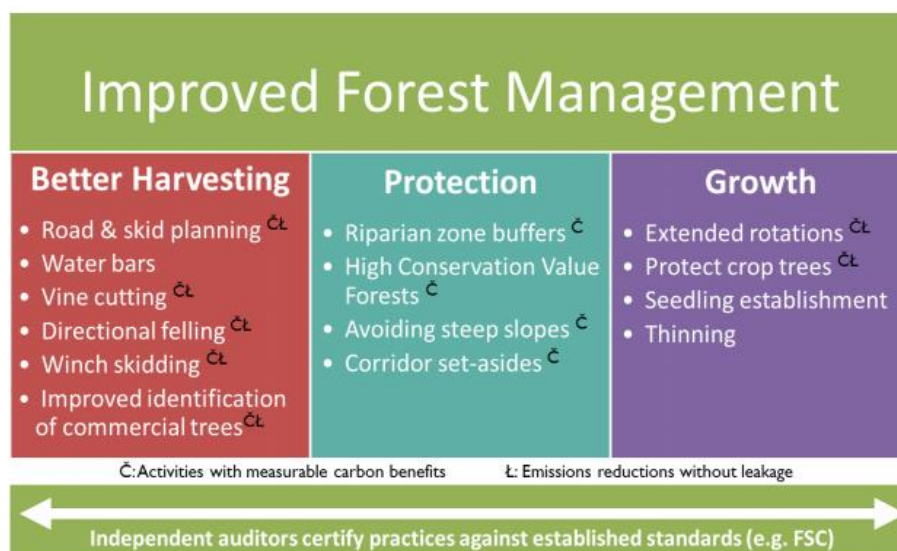 Improved Forest Management
Better Harvesting
• Road & skid planning ČŁ
• Water bars
• Vine cutting ČŁ
• Directional felling ČŁ
• Winch skidding ČŁ
• Improved identification
of commercial trees ČŁ
Protection
• Riparian zone buffers Č
• High Conservation Value
Forests Č
• Avoiding steep slopes Č
• Corridor set-asides Č
Growth
• Extended rotations ČŁ
• Protect crop trees ČŁ
• Seedling establishment
• Thinning
Č: Activities with measurable carbon benefits
Ł: Emissions reductions without leakage
Independent auditors certify practices against established standards (e.g. FSC)